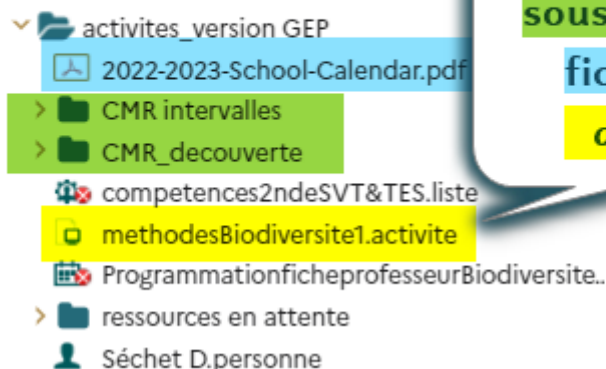 activites_version GEP
2022-2023-School-Calendar.pdf
CMR intervalles
CMR_decouverte
competences2ndeSVT&TES.liste
methodesBiodiversite1.activite
ProgrammationficheprofesseurBiodiversite..
ressources en attente
Séchet D.personne
sous
fic